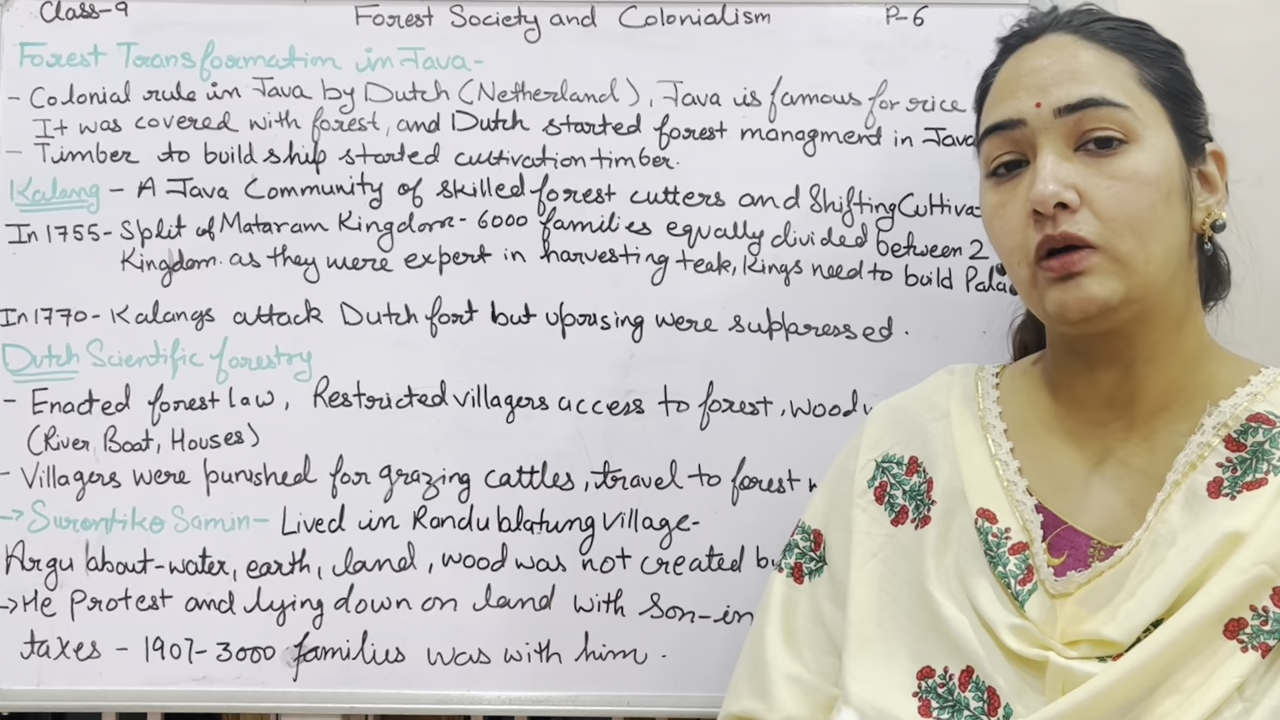 Class-9 Forest Society and Colonialism P-6
Forest Transformation in Java-
- Colonial rule in Java by Dutch (Netherland), Java is famous for rice
It was covered with forest, and Dutch started forest managment in Java
- Timber to build ship started cultivation timber.
Kalang - A Java Community of skilled forest cutters and Shifting
In 1755- Split of Mataram Kingdom - 6000 families equally divided between 2
Kingdom. as they were expert in harvesting teak, Kings need to build
In 1770- Kalangs attack Dutch fort but uprising were suppressed.
Dutch Scientific forestry
- Enacted forest law, Restricted villagers access to forest, wood
(River, Boat, Houses)
- Villagers were punished for grazing cattles, travel to forest
→ Surontiko Samin- Lived in Randublatung village-
Argu about-water, earth, land, wood was not created
→ He Protest and lying down on land with Son-in
taxes - 1907- 3000 families was with him.